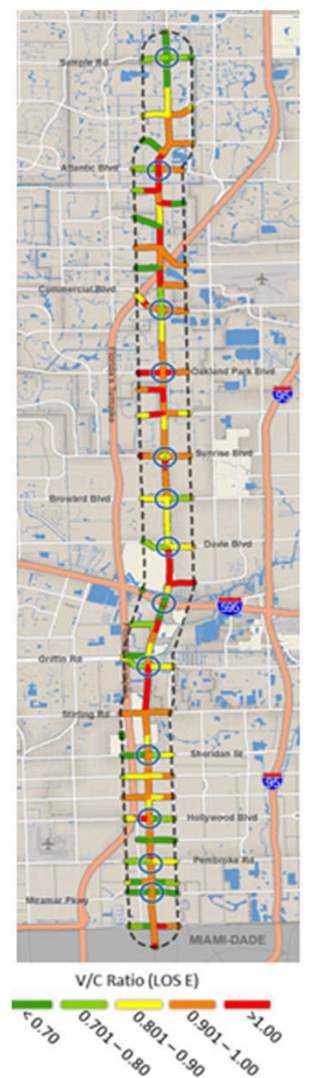 Sample Rd
Atlantic Blvd
Commercial Blvd
Oakland Park Blvd
95
Sunrise Blvd
Broward Blvd
Davie Blvd
595
Griffin Rd
Stirling Rd
Sheridan St
95
Hollywood Blvd
Pembroke Rd
Miramar Pkwy
MIAMI-DADE
V/C Ratio (LOS E)
< 0.70
0.701 – 0.80
0.801 – 0.90
0.901 – 1.00
>1.00